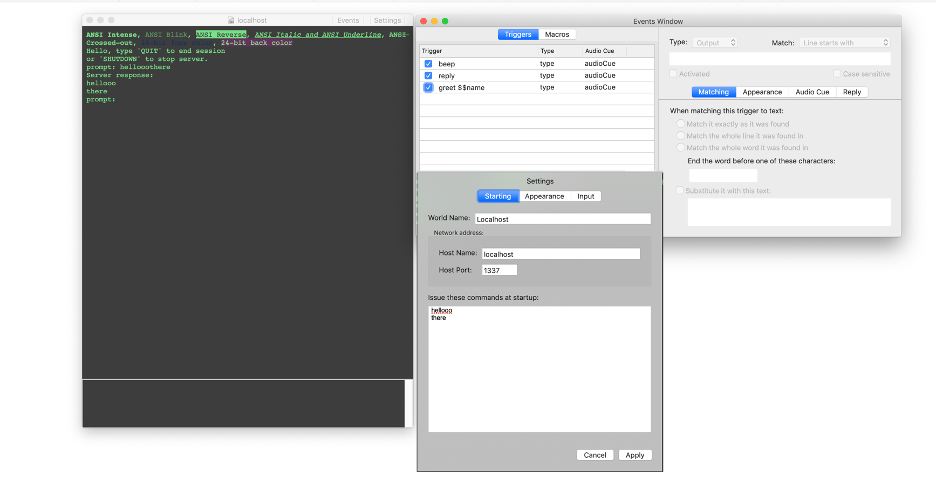 localhost
Events
Settings
ANSI Intense, ANSI Blink, ANSI Reverse, ANSI Italic and ANSI Underline, ANSI
Crossed-out, , 24-bit back color
Hello, type 'QUIT' to end session
or 'SHUTDOWN' to stop server.
prompt: hellooothere
Server response:
hellooo
there
prompt:
Events Window
Triggers
Macros
Trigger
Type
Audio Cue
beep
type
audioCue
reply
type
audioCue
greet $$name
type
audioCue
Type:
Output
Match:
Line starts with
Activated
Case sensitive
Matching
Appearance
Audio Cue
Reply
When matching this trigger to text:
Match it exactly as it was found
Match the whole line it was found in
Match the whole word it was found in
End the word before one of these characters:
Substitute it with this text:
Settings
Starting
Appearance
Input
World Name:
Localhost
Network address:
Host Name:
localhost
Host Port:
1337
Issue these commands at startup:
hellooo
there
Cancel
Apply